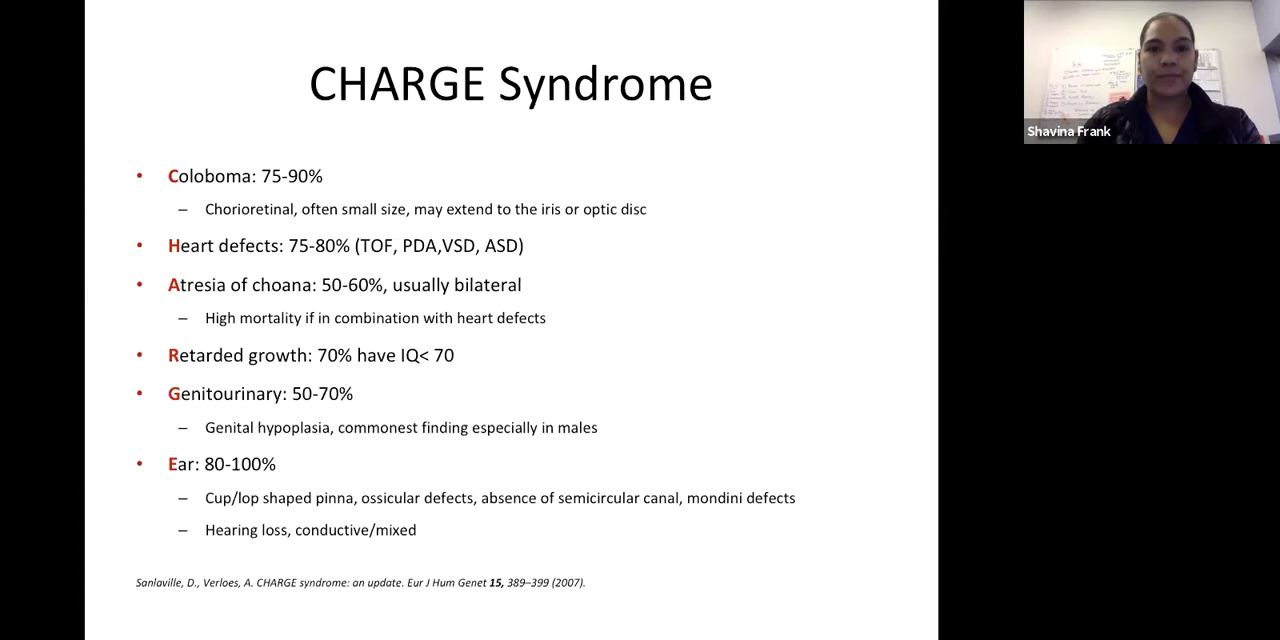 CHARGE Syndrome
• Coloboma: 75-90%
– Chorioretinal, often small size, may extend to the iris or optic disc
• Heart defects: 75-80% (TOF, PDA,VSD, ASD)
• Atresia of choana: 50-60%, usually bilateral
– High mortality if in combination with heart defects
• Retarded growth: 70% have IQ< 70
• Genitourinary: 50-70%
– Genital hypoplasia, commonest finding especially in males
• Ear: 80-100%
– Cup/lop shaped pinna, ossicular defects, absence of semicircular canal, mondini defects
– Hearing loss, conductive/mixed
Sanlaville, D., Verloes, A. CHARGE syndrome: an update. Eur J Hum Genet 15, 389–399 (2007).
Shavina Frank